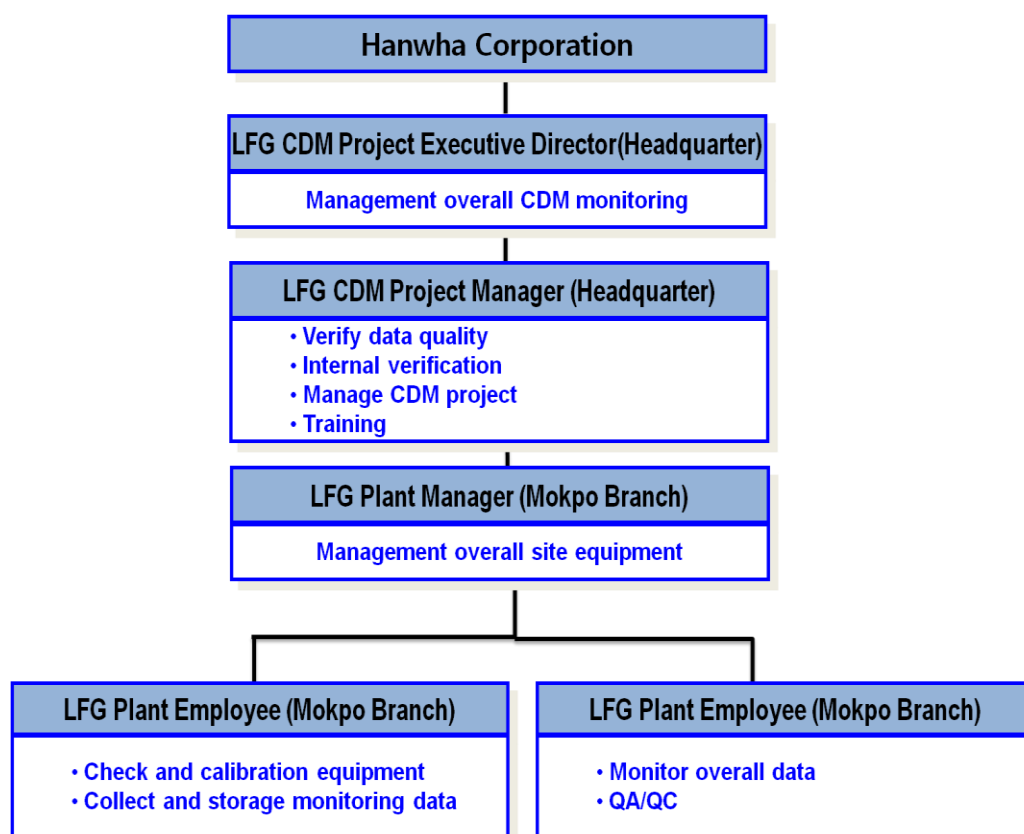 Hanwha Corporation
LFG CDM Project Executive Director(Headquarter)
Management overall CDM monitoring
LFG CDM Project Manager (Headquarter)
• Verify data quality
• Internal verification
• Manage CDM project
• Training
LFG Plant Manager (Mokpo Branch)
Management overall site equipment
LFG Plant Employee (Mokpo Branch)
• Check and calibration equipment
• Collect and storage monitoring data
LFG Plant Employee (Mokpo Branch)
• Monitor overall data
• QA/QC